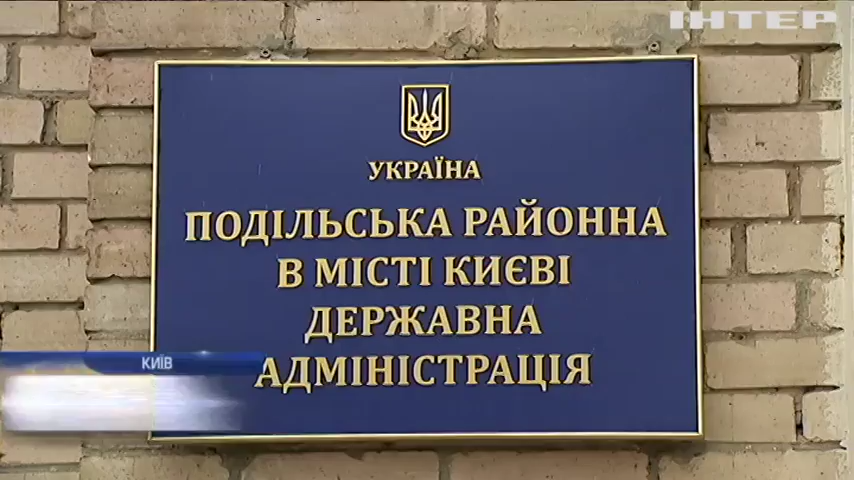 ІНТЕР
УКРАЇНА
ПОДІЛЬСЬКА РАЙОННА
В МІСТІ КИЄВІ
ДЕРЖАВНА
АДМІНІСТРАЦІЯ
КИЇВ